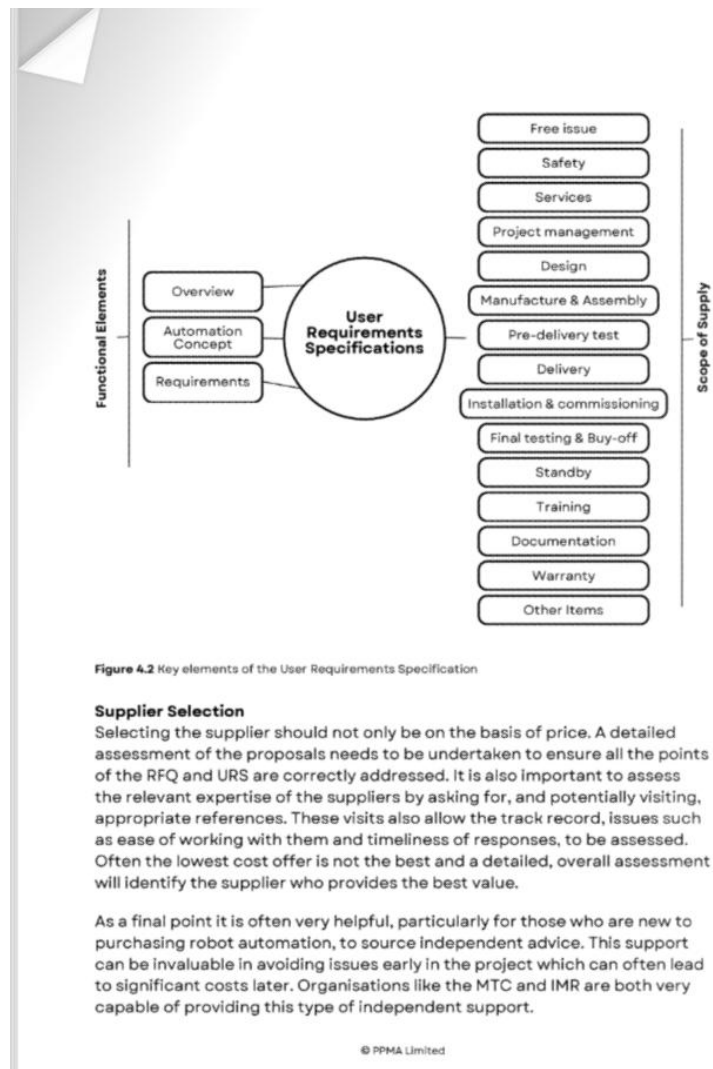 Functional Elements
Overview
Automation
Concept
Requirements
User
Requirements
Specifications
Free issue
Safety
Services
Project management
Design
Manufacture & Assembly
Pre-delivery test
Delivery
Installation & commissioning
Final testing & Buy-off
Standby
Training
Documentation
Warranty
Other Items
Scope of Supply
Figure 4.2 Key elements of the User Requirements Specification
Supplier Selection
Selecting the supplier should not only be on the basis of price. A detailed
assessment of the proposals needs to be undertaken to ensure all the points
of the RFQ and URS are correctly addressed. It is also important to assess
the relevant expertise of the suppliers by asking for, and potentially visiting,
appropriate references. These visits also allow the track record, issues such
as ease of working with them and timeliness of responses, to be assessed.
Often the lowest cost offer is not the best and a detailed, overall assessment
will identify the supplier who provides the best value.
As a final point it is often very helpful, particularly for those who are new to
purchasing robot automation, to source independent advice. This support
can be invaluable in avoiding issues early in the project which can often lead
to significant costs later. Organisations like the MTC and IMR are both very
capable of providing this type of independent support.
© PPMA Limited